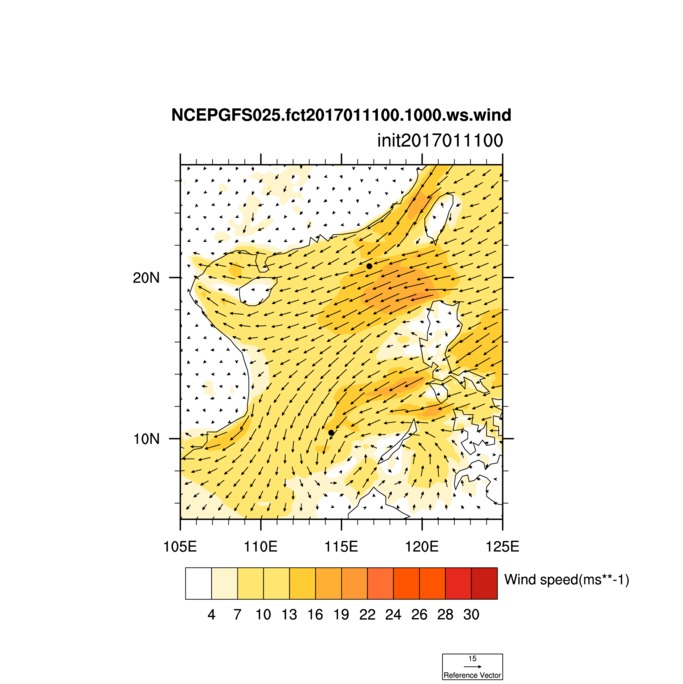 NCEPGFS025.fct2017011100.1000.ws.wind
init2017011100
20N
10N
105E 110E 115E 120E 125E
Wind speed(ms**-1)
4 7 10 13 16 19 22 24 26 28 30
15
Reference Vector